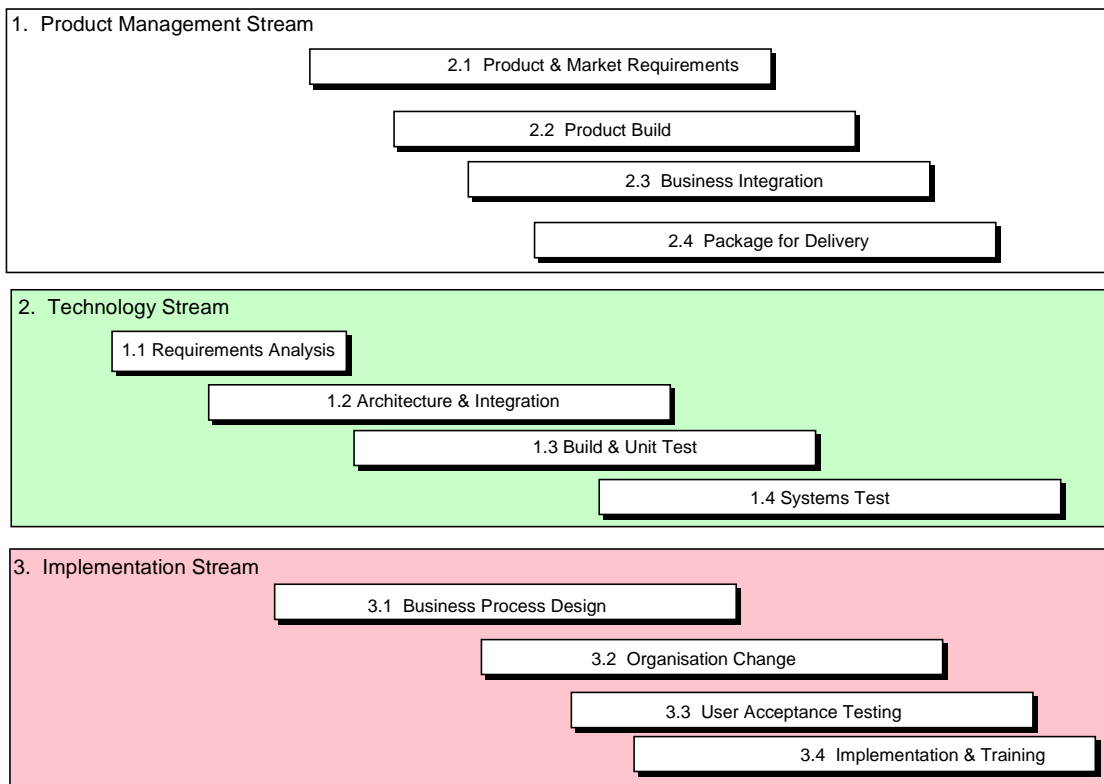 1. Product Management Stream
2.1 Product & Market Requirements
2.2 Product Build
2.3 Business Integration
2.4 Package for Delivery
2. Technology Stream
1.1 Requirements Analysis
1.2 Architecture & Integration
1.3 Build & Unit Test
1.4 Systems Test
3. Implementation Stream
3.1 Business Process Design
3.2 Organisation Change
3.3 User Acceptance Testing
3.4 Implementation & Training